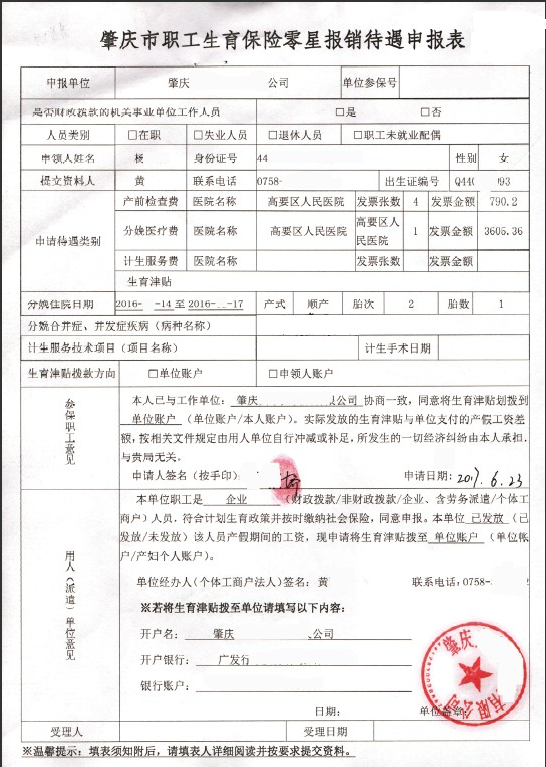 肇庆市职工生育保险零星报销待遇申报表
申报单位 肇庆 公司 单位参保号
是否财政拨款的机关事业单位工作人员 □是 □否
人员类别 □在职 □失业人员 □退休人员 □职工未就业配偶
申领人姓名 身份证号 44 性别 女
提交资料人 黄 联系电话 0758- 出生证编号 Q44 93
申请待遇类别
产前检查费 医院名称 高要区人民医院 发票张数 4 发票金额 790.2
分娩医疗费 医院名称 高要区人民医院 高要区人民医院 1 发票金额 3605.36
计生服务费 医院名称 发票张数 发票金额
生育津贴
分娩住院日期 2016- -14 至 2016- -17 产式 顺产 胎次 2 胎数 1
分娩合并症、并发症疾病（病种名称）
计生服务技术项目（项目名称） 计生手术日期
生育津贴拨款方向 □单位账户 □申领人账户
参保职工意见
本人已与工作单位：肇庆 公司 协商一致，同意将生育津贴划拨到
单位账户（单位账户/本人账户）。实际发放的生育津贴与单位支付的产假工资差
额，按相关文件规定由用人单位自行冲减或补足，所发生的一切经济纠纷由本人承担，
与贵局无关。
申请人签名（按手印） 申请日期：2017.6.23
用人（派遣）单位意见
本单位职工是 企业 （财政拨款/非财政拨款/企业、含劳务派遣/个体工
商户）人员，符合计划生育政策并按时缴纳社会保险，同意申报。本单位 已发放（已
发放/未发放）该人员产假期间的工资，现申请将生育津贴拨至 单位账户（单位帐
户/产妇个人账户）。
单位经办人（个体工商户法人）签名：黄 联系电话：0758-
※若将生育津贴拨至单位请填写以下内容：
开户名： 肇庆 公司
开户银行： 广发行
银行账户：
日期： 单位盖章
肇庆 有限公司
受理人 受理日期
※温馨提示：填表须知附后，请填表人详细阅读并按要求提交资料。